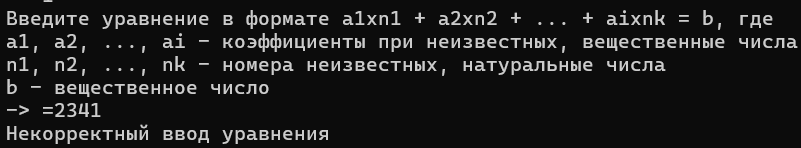 Введите уравнение в формате a1xn1 + a2xn2 + ... + aixnk = b, где
a1, a2, ..., ai – коэффициенты при неизвестных, вещественные числа
n1, n2, ..., nk – номера неизвестных, натуральные числа
b – вещественное число
–> =2341
Некорректный ввод уравнения